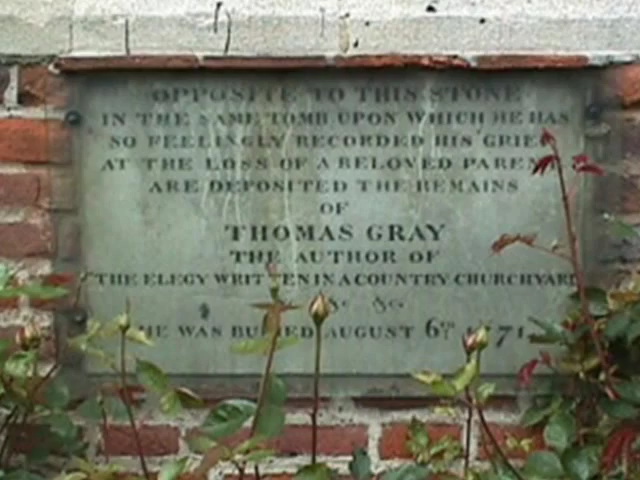 OPPOSITE TO THIS STONE
IN THE SAME TOMB UPON WHICH HE HAS
SO FEELINGLY RECORDED HIS GRIEF
AT THE LOSS OF A BELOVED PARENT
ARE DEPOSITED THE REMAINS
OF
THOMAS GRAY
THE AUTHOR OF
"THE ELEGY WRITTEN IN A COUNTRY CHURCHYARD
&c &c
HE WAS BURIED AUGUST 6TH 1771